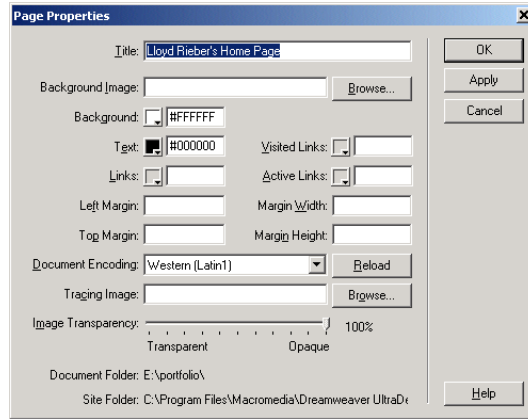 Page Properties
Title: Lloyd Rieber's Home Page OK
Background Image: Browse... Apply
Background: #FFFFFF Cancel
Text: #000000 Visited Links:
Links: Active Links:
Left Margin: Margin Width:
Top Margin: Margin Height:
Document Encoding: Western (Latin1) Reload
Tracing Image: Browse...
Image Transparency: 100%
Transparent Opaque
Document Folder: E:\portfolio\
Site Folder: C:\Program Files\Macromedia\Dreamweaver UltraDe Help